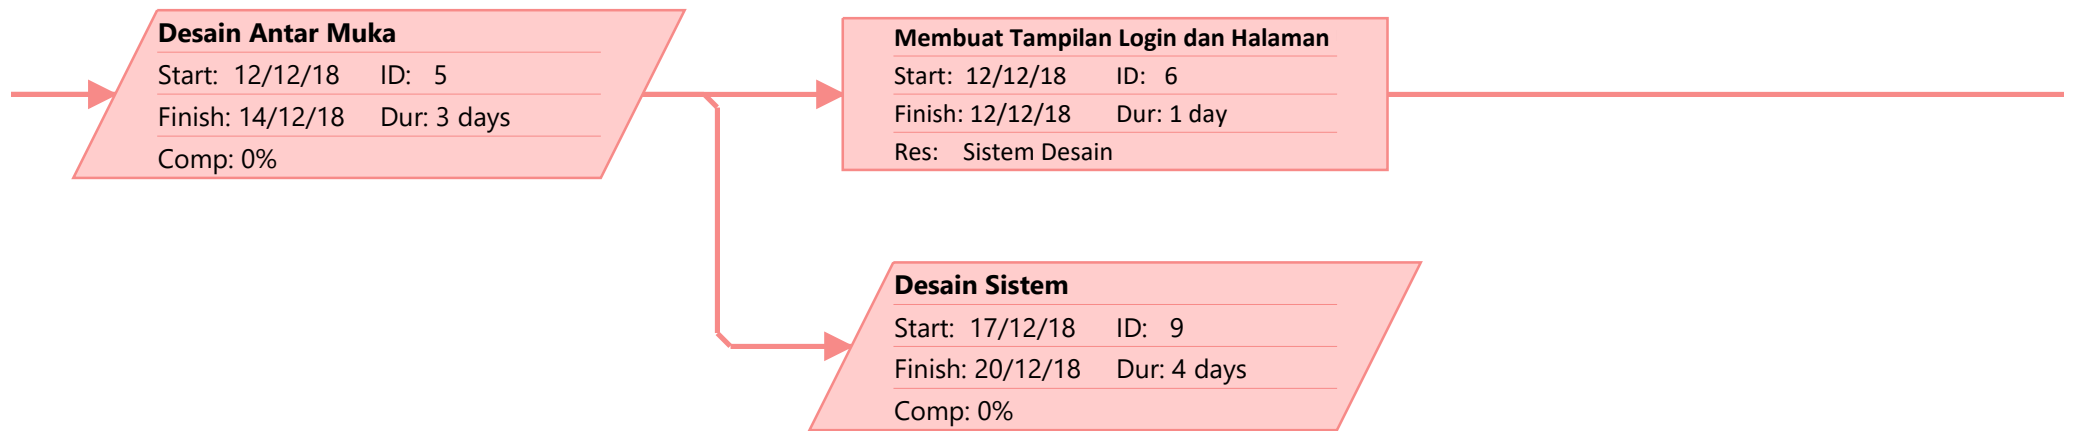 Desain Antar Muka
Start: 12/12/18 ID: 5
Finish: 14/12/18 Dur: 3 days
Comp: 0%
Membuat Tampilan Login dan Halaman
Start: 12/12/18 ID: 6
Finish: 12/12/18 Dur: 1 day
Res: Sistem Desain
Desain Sistem
Start: 17/12/18 ID: 9
Finish: 20/12/18 Dur: 4 days
Comp: 0%